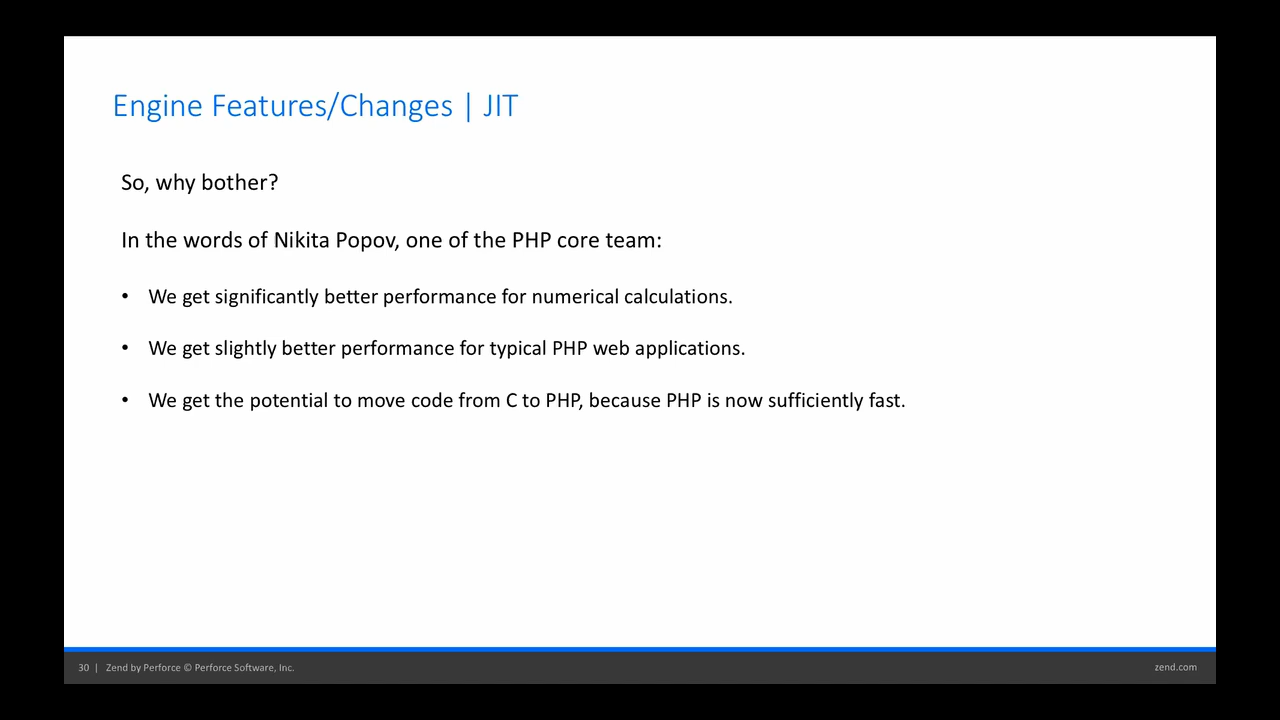 Engine Features/Changes | JIT
So, why bother?
In the words of Nikita Popov, one of the PHP core team:
• We get significantly better performance for numerical calculations.
• We get slightly better performance for typical PHP web applications.
• We get the potential to move code from C to PHP, because PHP is now sufficiently fast.
30 | Zend by Perforce © Perforce Software, Inc.
zend.com